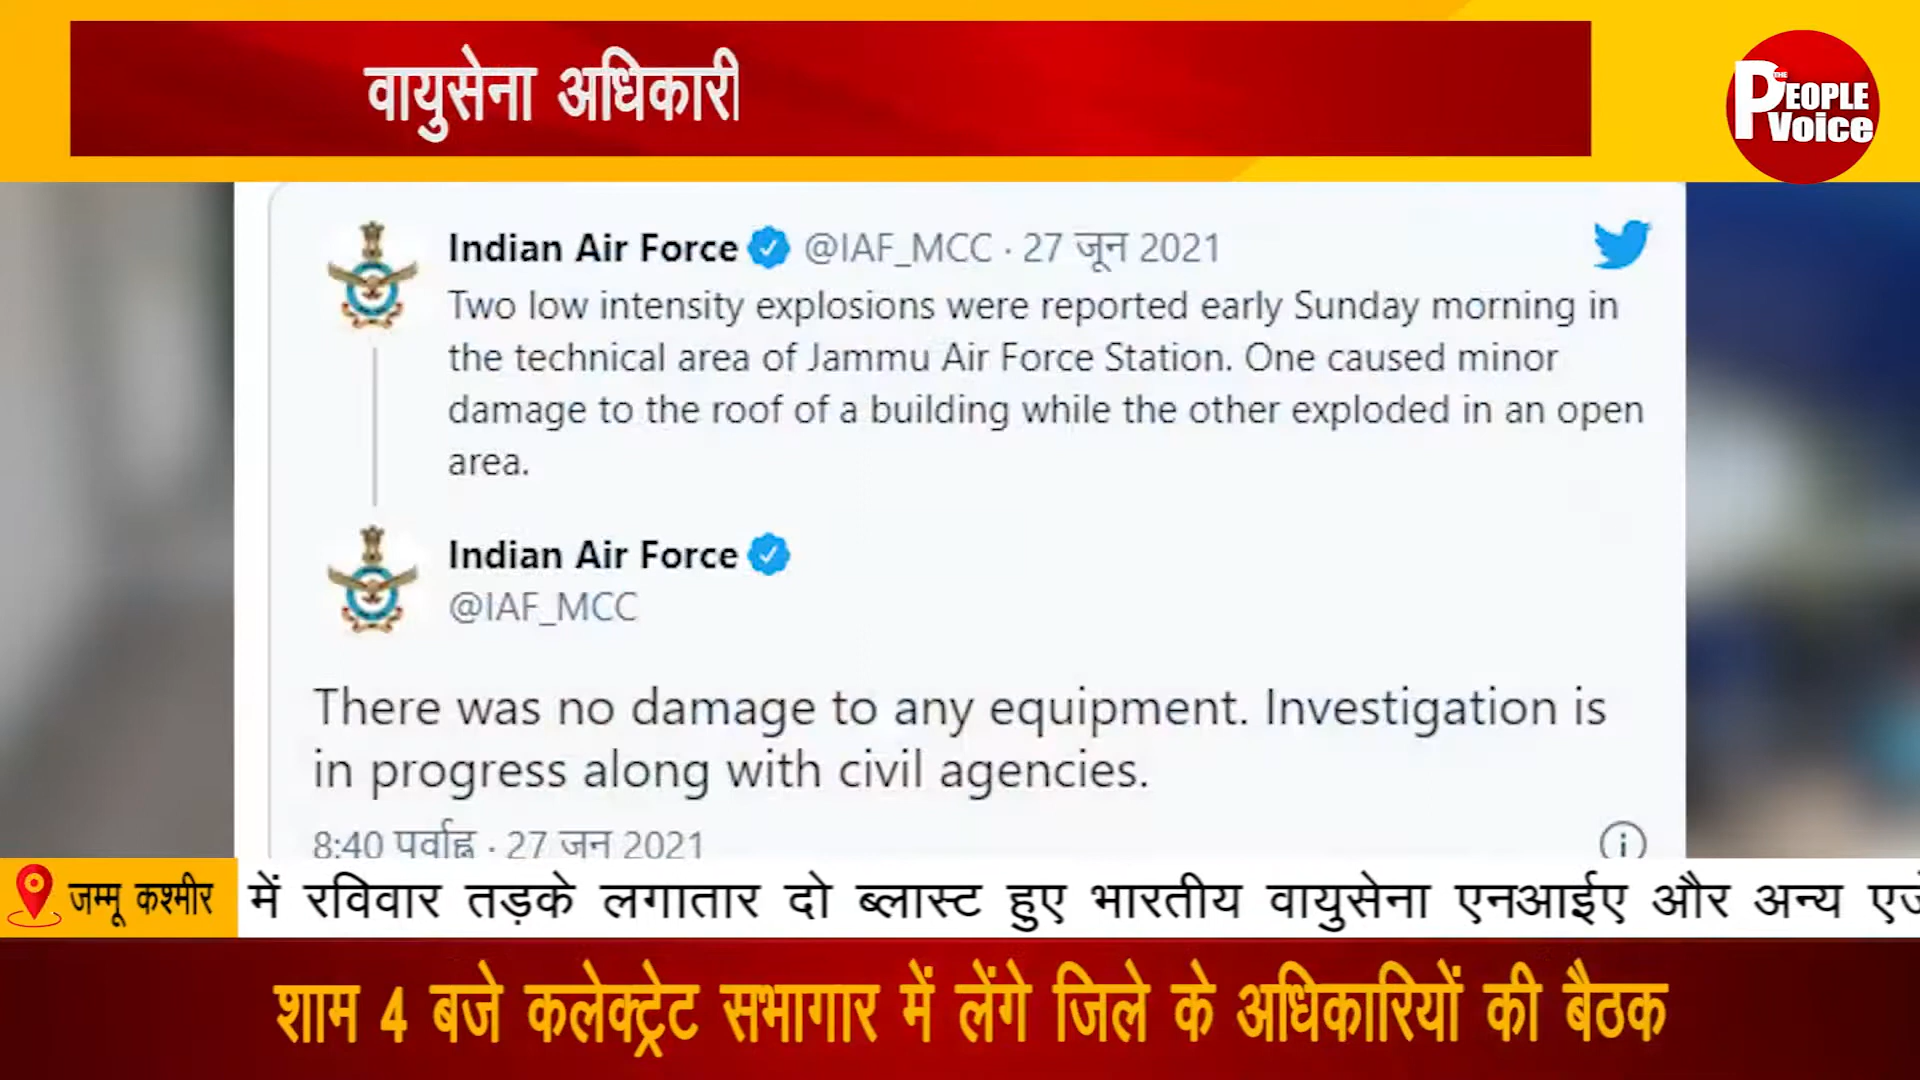 वायुसेना अधिकारी
THE PEOPLE Voice
Indian Air Force @IAF_MCC · 27 जून 2021
Two low intensity explosions were reported early Sunday morning in
the technical area of Jammu Air Force Station. One caused minor
damage to the roof of a building while the other exploded in an open
area.
Indian Air Force
@IAF_MCC
There was no damage to any equipment. Investigation is
in progress along with civil agencies.
8:40 पूर्वाह्न · 27 जून 2021
जम्मू कश्मीर
में रविवार तड़के लगातार दो ब्लास्ट हुए भारतीय वायुसेना एनआईए और अन्य
शाम 4 बजे कलेक्ट्रेट सभागार में लेंगे जिले के अधिकारियों की बैठक